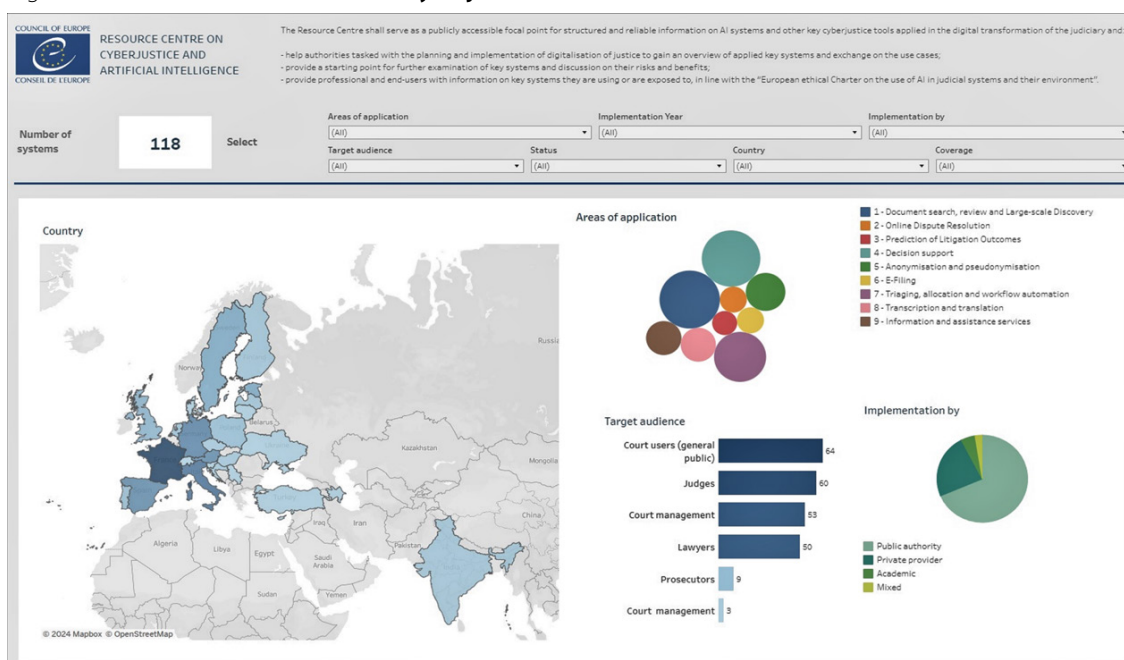 COUNCIL OF EUROPE
CONSEIL DE L'EUROPE
RESOURCE CENTRE ON
CYBERJUSTICE AND
ARTIFICIAL INTELLIGENCE
The Resource Centre shall serve as a publicly accessible focal point for structured and reliable information on AI systems and other key cyberjustice tools applied in the digital transformation of the judiciary and
- help authorities tasked with the planning and implementation of digitalisation of justice to gain an overview of applied key systems and exchange on the use cases;
- provide a starting point for further examination of key systems and discussion on their risks and benefits;
- provide professional and end-users with information on key systems they are using or are exposed to, in line with the "European ethical Charter on the use of AI in judicial systems and their environment".
Number of
systems
118
Select
Areas of application
(All)
Implementation Year
(All)
Implementation by
(All)
Target audience
(All)
Status
(All)
Country
(All)
Coverage
(All)
Country
Norway
Russia
Belarus
Kazakhstan
Mongolia
China
Iraq
Iran
Pakistan
Algeria
Libya
Egypt
Saudi
Arabia
Sudan
Yemen
© 2024 Mapbox © OpenStreetMap
Areas of application
1 - Document search, review and Large-scale Discovery
2 - Online Dispute Resolution
3 - Prediction of Litigation Outcomes
4 - Decision support
5 - Anonymisation and pseudonymisation
6 - E-Filing
7 - Triaging, allocation and workflow automation
8 - Transcription and translation
9 - Information and assistance services
Target audience
Court users (general
public)
64
Judges
60
Court management
53
Lawyers
50
Prosecutors
9
Court management
3
Implementation by
Public authority
Private provider
Academic
Mixed